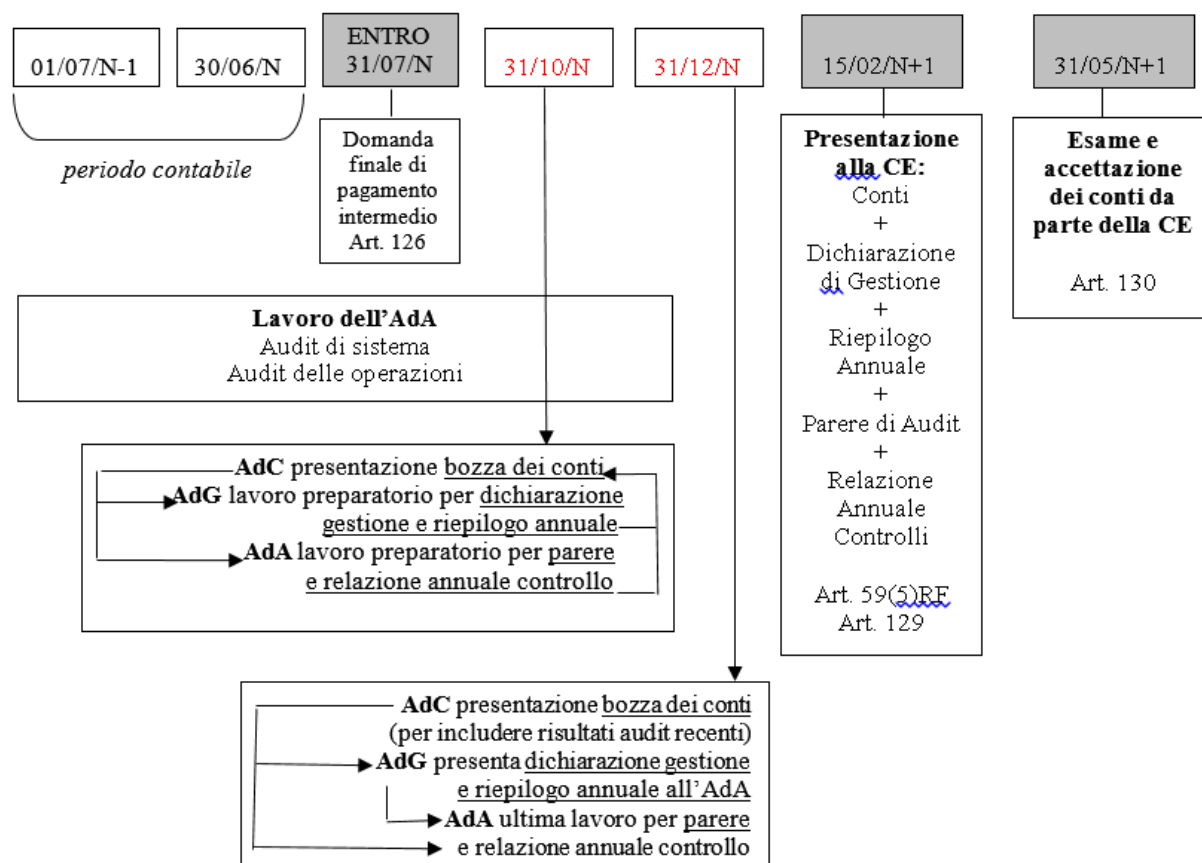 01/07/N-1
30/06/N
ENTRO
31/07/N
31/10/N
31/12/N
15/02/N+1
31/05/N+1
periodo contabile
Domanda
finale di
pagamento
intermedio
Art. 126
Presentazione
alla CE:
Conti
+
Dichiarazione
di Gestione
+
Riepilogo
Annuale
+
Parere di Audit
+
Relazione
Annuale
Controlli
Art. 59(5)RF
Art. 129
Esame e
accettazione
dei conti da
parte della CE
Art. 130
Lavoro dell’AdA
Audit di sistema
Audit delle operazioni
AdC presentazione bozza dei conti
AdG lavoro preparatorio per dichiarazione
gestione e riepilogo annuale
AdA lavoro preparatorio per parere
e relazione annuale controllo
AdC presentazione bozza dei conti
(per includere risultati audit recenti)
AdG presenta dichiarazione gestione
e riepilogo annuale all’AdA
AdA ultima lavoro per parere
e relazione annuale controllo